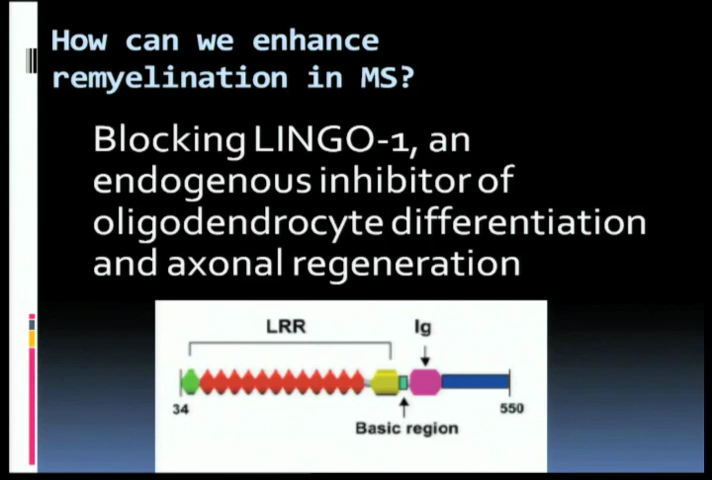 How can we enhance
remyelination in MS?
Blocking LINGO-1, an
endogenous inhibitor of
oligodendrocyte differentiation
and axonal regeneration
LRR
Ig
34
550
Basic region